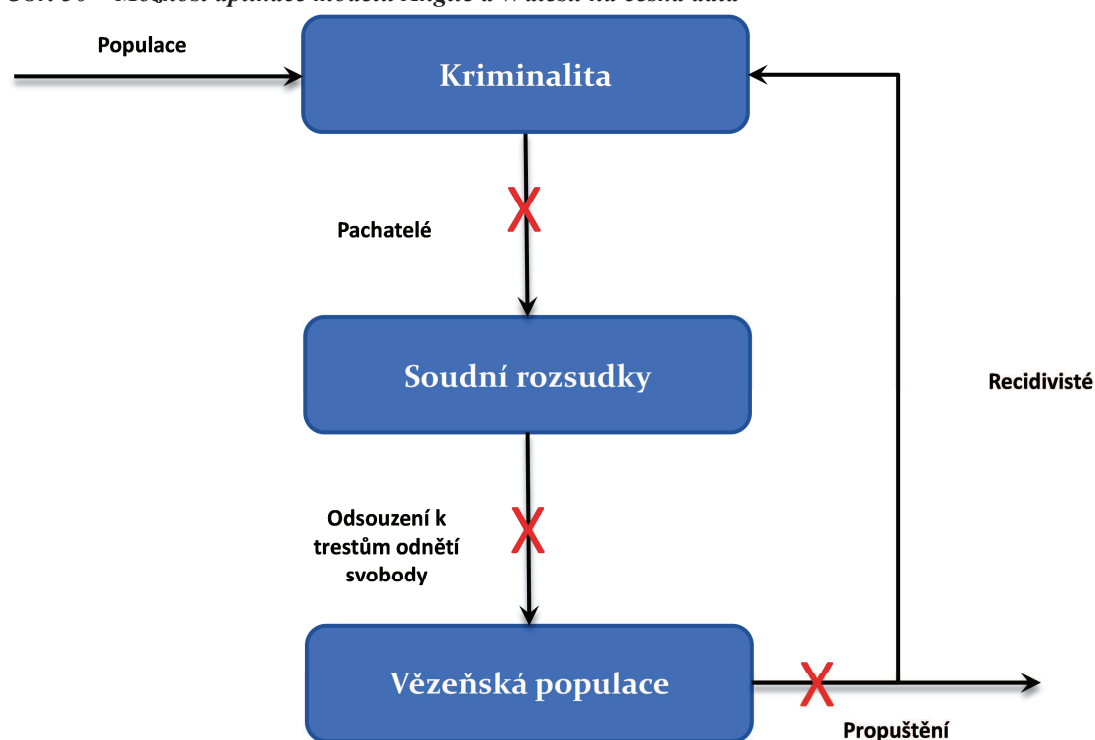 Populace
Kriminalita
Pachatelé
Soudní rozsudky
Recidivisté
Odsouzení k
trestům odnětí
svobody
Vězeňská populace
Propuštění